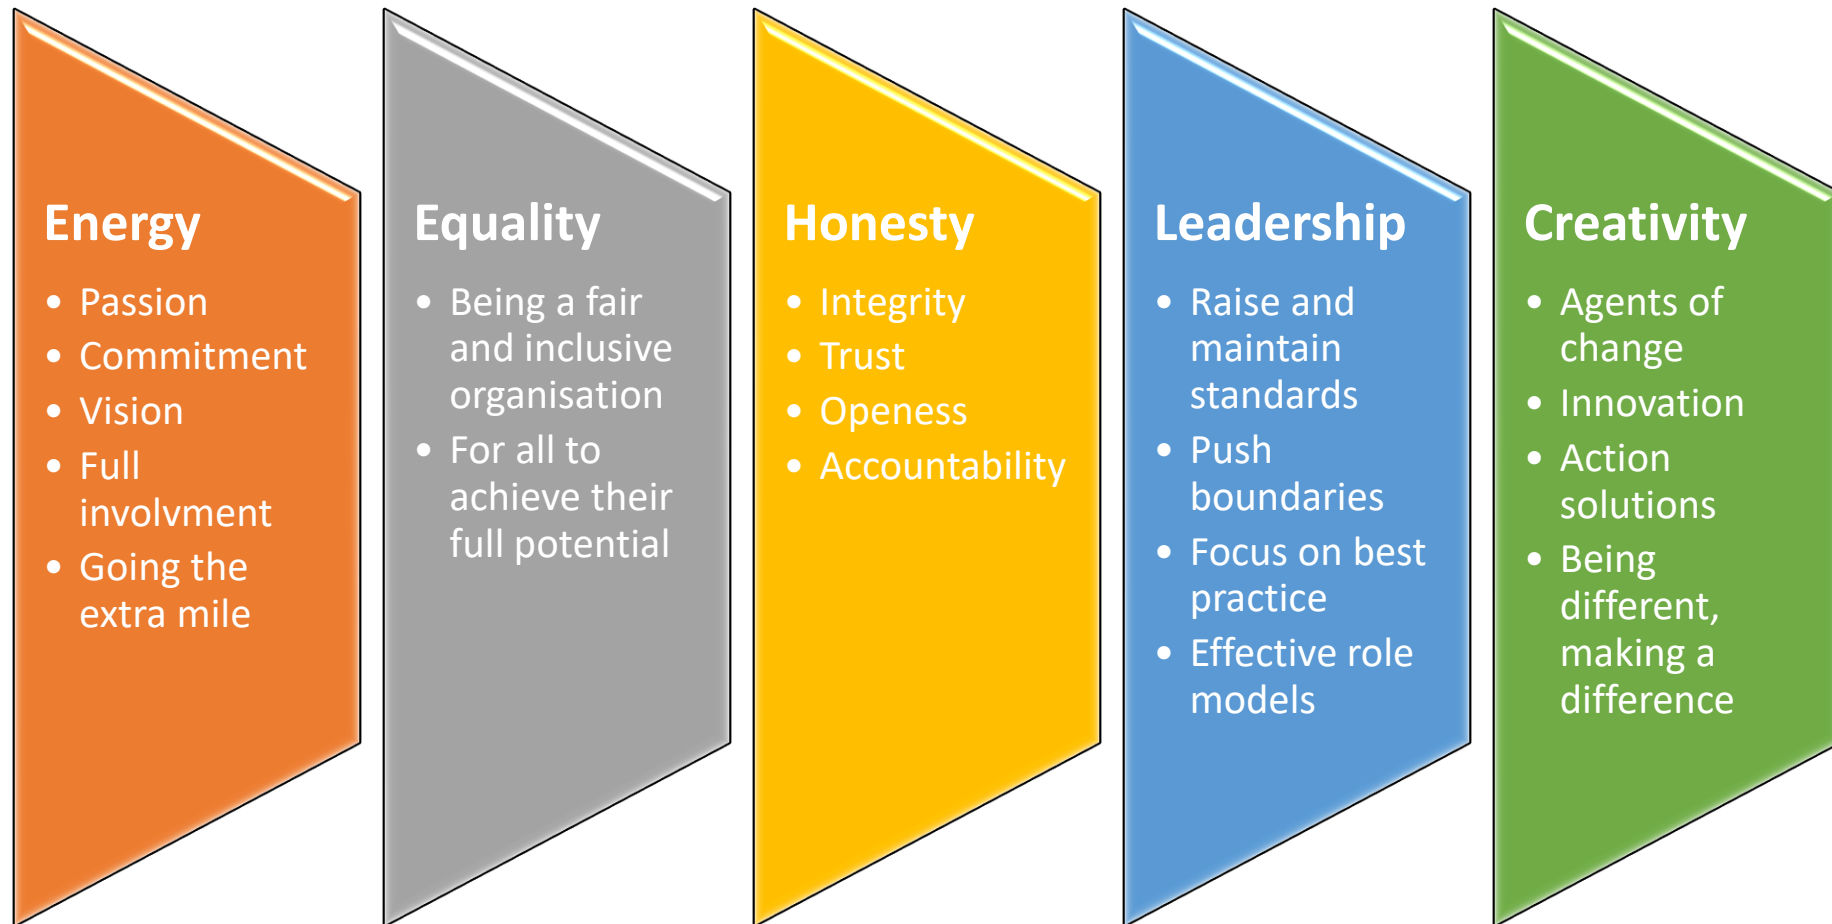 Energy
• Passion
• Commitment
• Vision
• Full
involvment
• Going the
extra mile
Equality
• Being a fair
and inclusive
organisation
• For all to
achieve their
full potential
Honesty
• Integrity
• Trust
• Openess
• Accountability
Leadership
• Raise and
maintain
standards
• Push
boundaries
• Focus on best
practice
• Effective role
models
Creativity
• Agents of
change
• Innovation
• Action
solutions
• Being
different,
making a
difference